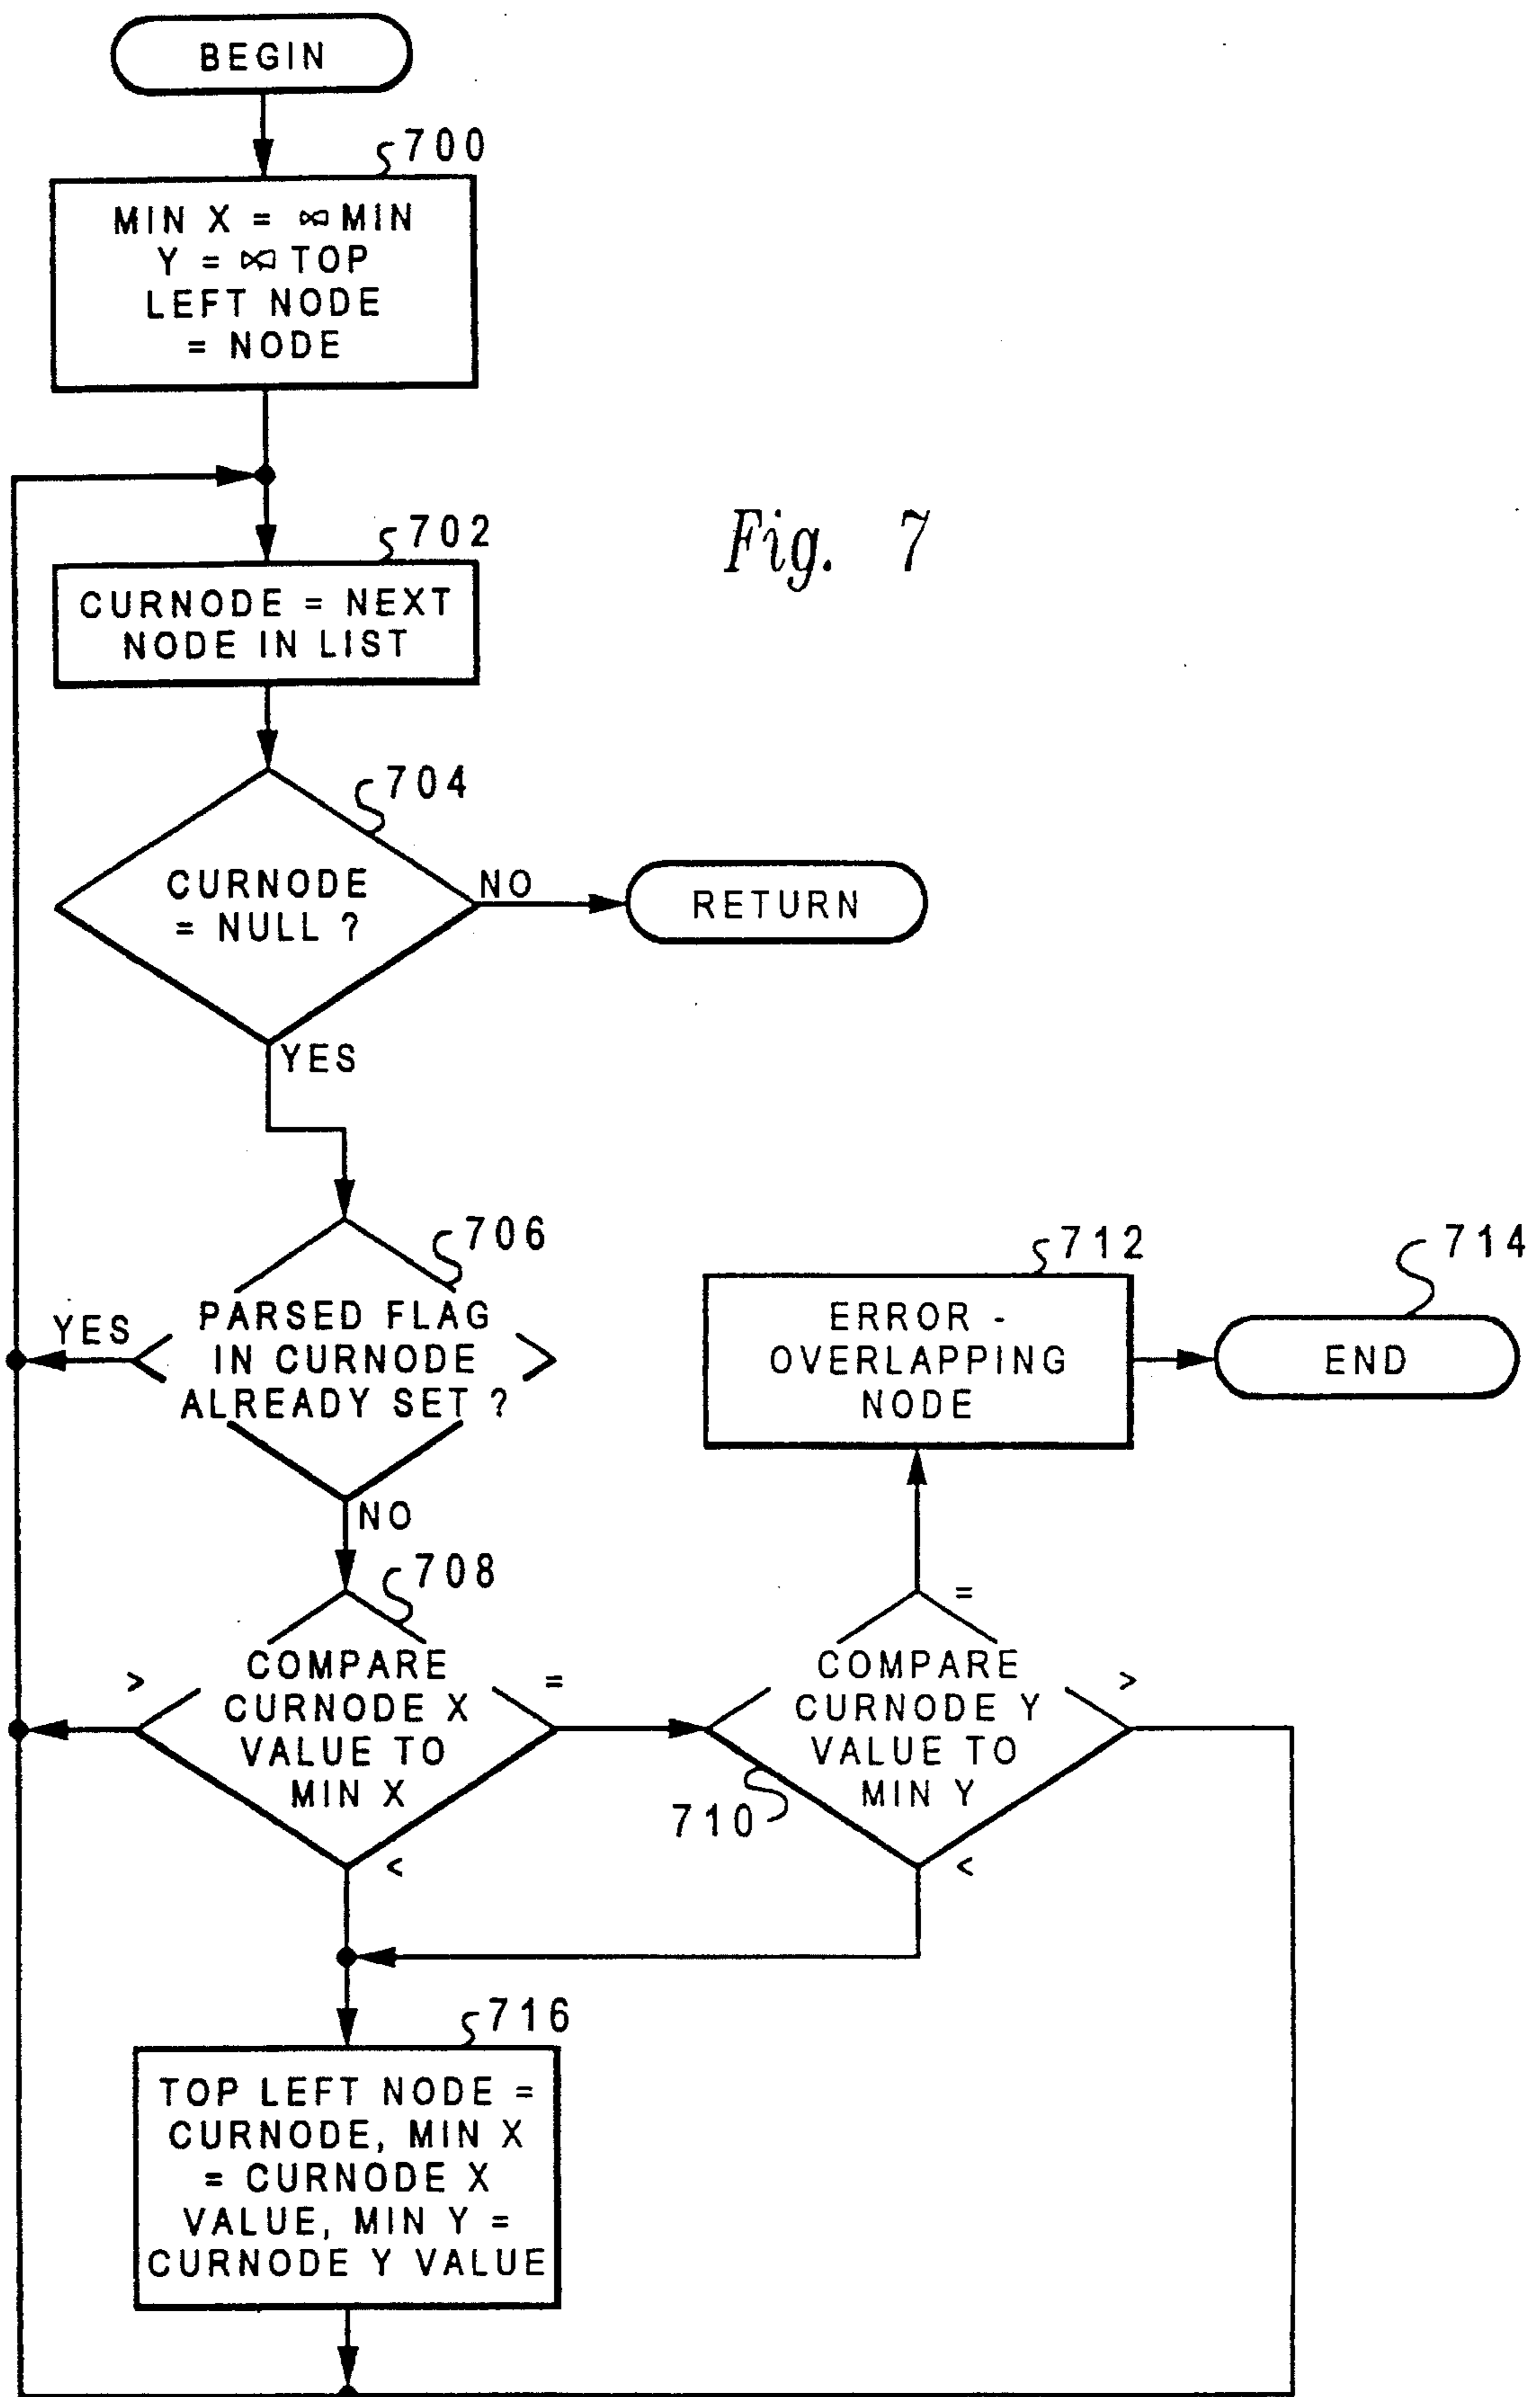 BEGIN
700
MIN X = ∞ MIN
Y = ∞ TOP
LEFT NODE
= NODE
702
Fig. 7
CURNODE = NEXT
NODE IN LIST
704
CURNODE
= NULL ?
NO
RETURN
YES
706
PARSED FLAG
IN CURNODE
ALREADY SET ?
YES
NO
712
ERROR -
OVERLAPPING
NODE
714
END
708
COMPARE
CURNODE X
VALUE TO
MIN X
>
=
<
710
COMPARE
CURNODE Y
VALUE TO
MIN Y
=
>
<
716
TOP LEFT NODE =
CURNODE, MIN X
= CURNODE X
VALUE, MIN Y =
CURNODE Y VALUE